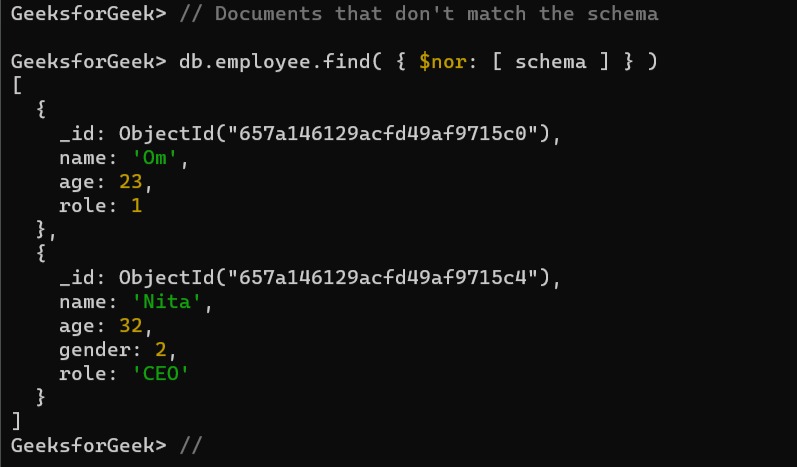 GeeksforGeek> // Documents that don't match the schema
GeeksforGeek> db.employee.find( { $nor: [ schema ] } )
[
  {
    _id: ObjectId("657a146129acfd49af9715c0"),
    name: 'Om',
    age: 23,
    role: 1
  },
  {
    _id: ObjectId("657a146129acfd49af9715c4"),
    name: 'Nita',
    age: 32,
    gender: 2,
    role: 'CEO'
  }
]
GeeksforGeek> //